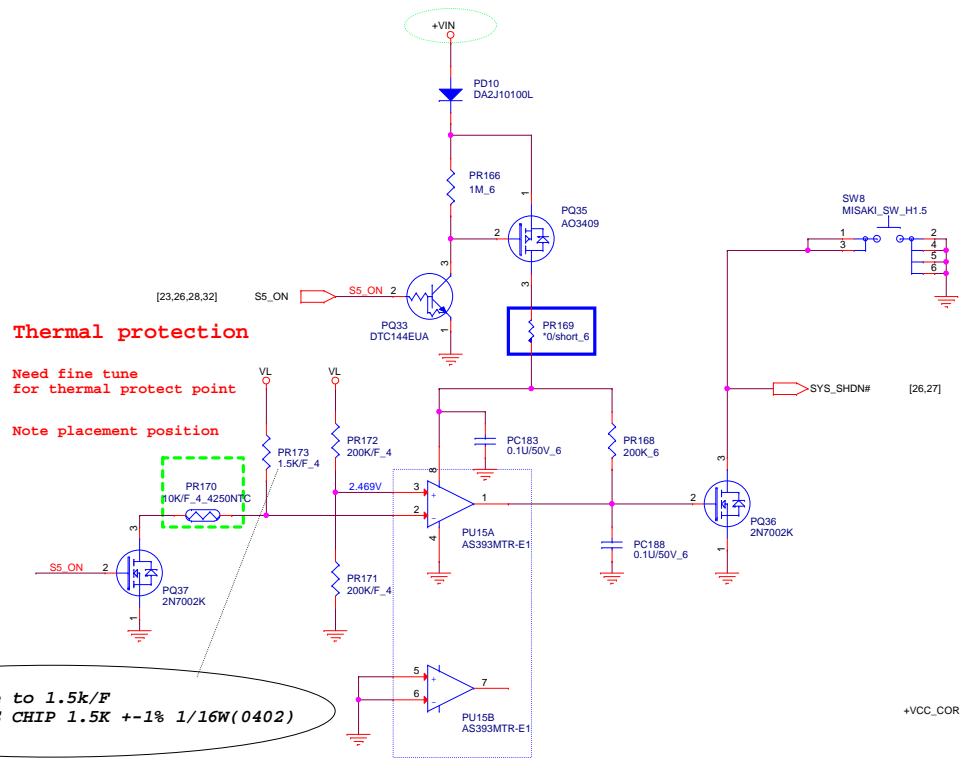 +VIN
PD10
DA2J10100L
PR166
1M_6
1
PQ35
AO3409
2
3
SW8
MISAKI_SW_H1.5
1
3
2
4
5
6
[23,26,28,32]
S5_ON
S5_ON
2
3
1
PQ33
DTC144EUA
PR169
*0/short_6
Thermal protection
Need fine tune
for thermal protect point
Note placement position
VL
VL
SYS_SHDN#
[26,27]
PR173
1.5K/F_4
PR172
200K/F_4
PC183
0.1U/50V_6
PR168
200K_6
PR170
10K/F_4_4250NTC
2.469V
3
2
8
+
-
1
4
PU15A
AS393MTR-E1
3
2
1
PQ36
2N7002K
PC188
0.1U/50V_6
3
S5_ON
2
1
PQ37
2N7002K
PR171
200K/F_4
5
6
+
-
7
PU15B
AS393MTR-E1
to 1.5k/F
CHIP 1.5K +-1% 1/16W(0402)
+VCC_COR